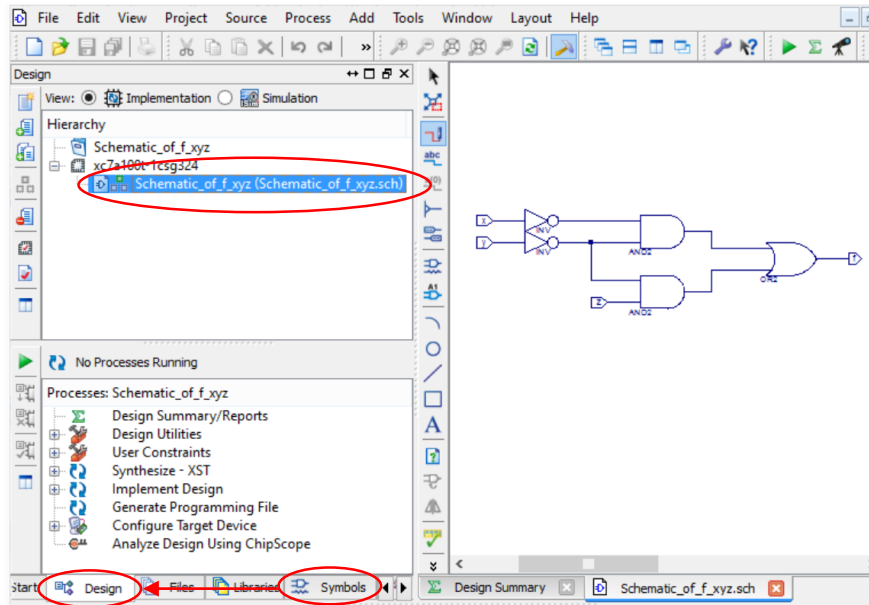 File Edit View Project Source Process Add Tools Window Layout Help
Design
View: Implementation Simulation
Hierarchy
Schematic_of_f_xyz
xc7a100t-1csg324
Schematic_of_f_xyz (Schematic_of_f_xyz.sch)
No Processes Running
Processes: Schematic_of_f_xyz
Design Summary/Reports
Design Utilities
User Constraints
Synthesize - XST
Implement Design
Generate Programming File
Configure Target Device
Analyze Design Using ChipScope
Start Design Files Libraries Symbols
abc
A1
A
x
INV
y
INV
AND2
z
AND2
OR2
f
Design Summary Schematic_of_f_xyz.sch